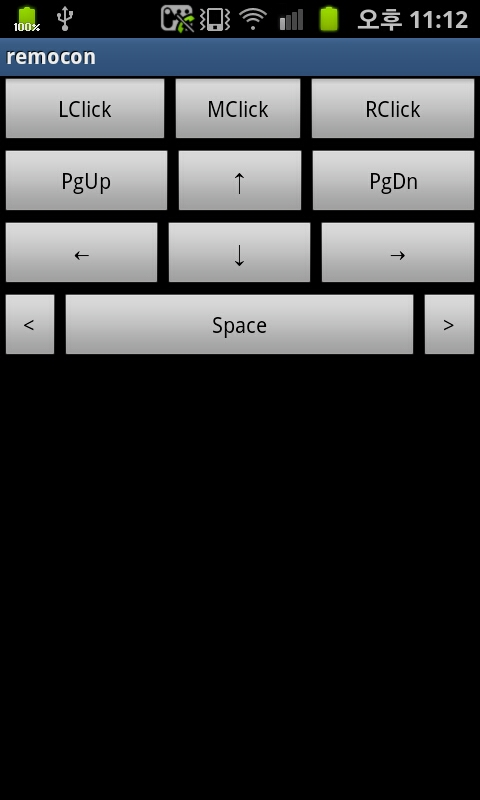 100% 오후 11:12
remocon
LClick MClick RClick
PgUp ↑ PgDn
← ↓ →
< Space >